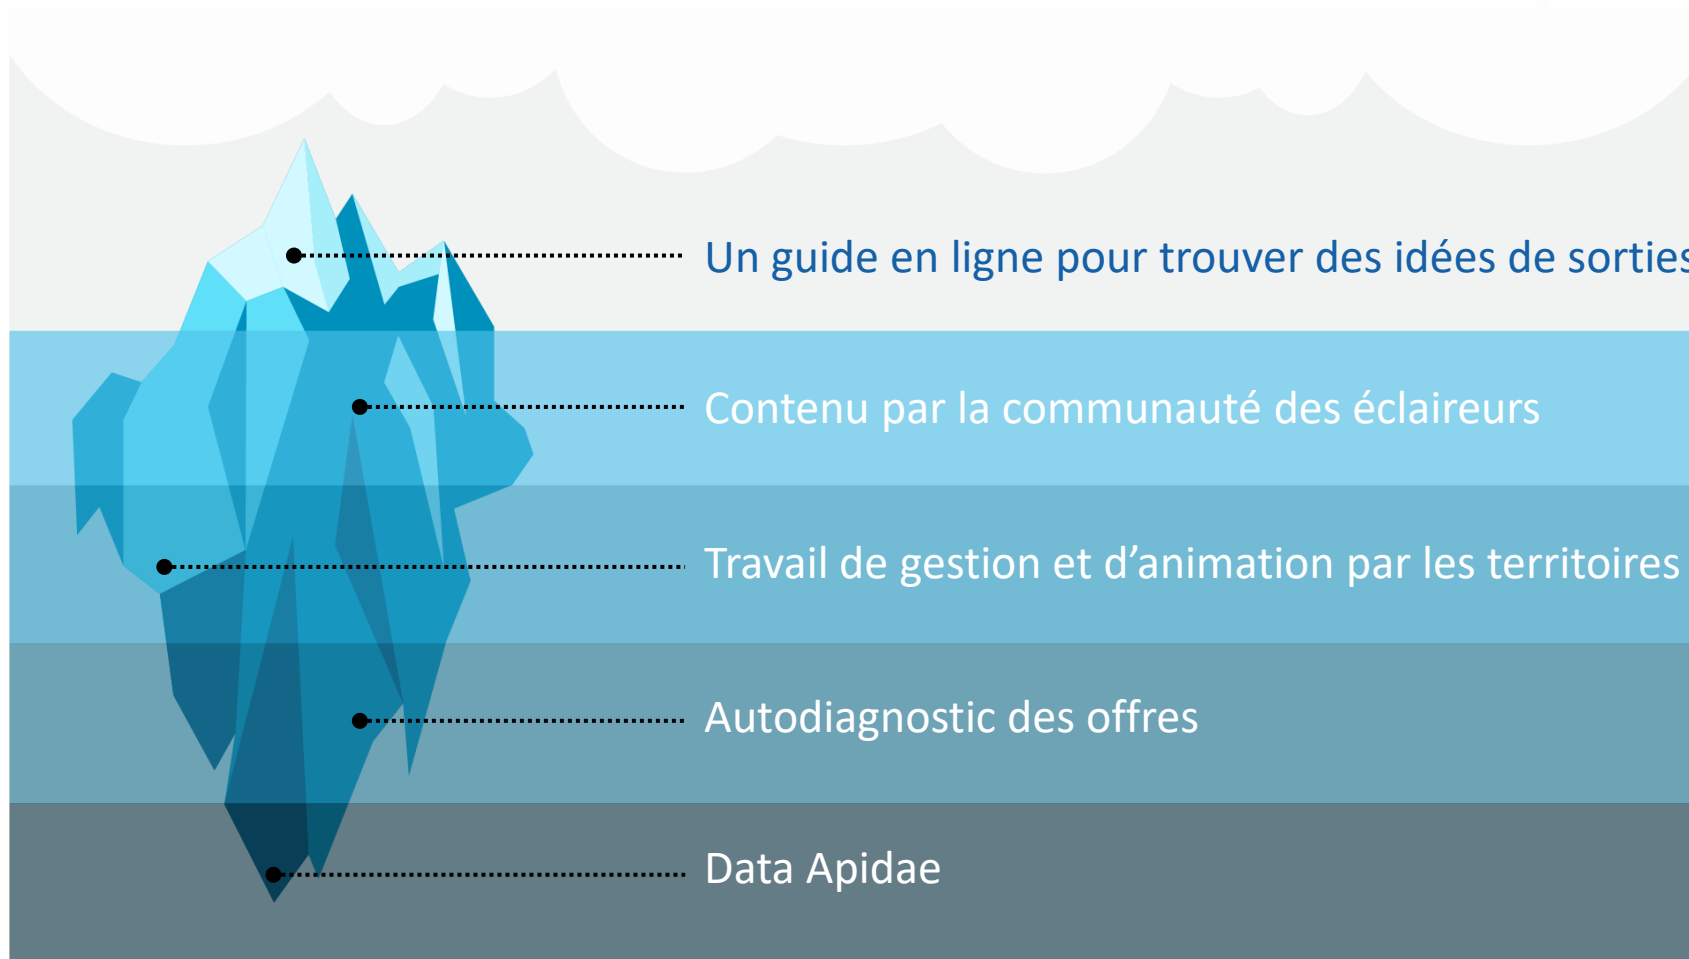 Un guide en ligne pour trouver des idées de sorties
Contenu par la communauté des éclaireurs
Travail de gestion et d’animation par les territoires
Autodiagnostic des offres
Data Apidae